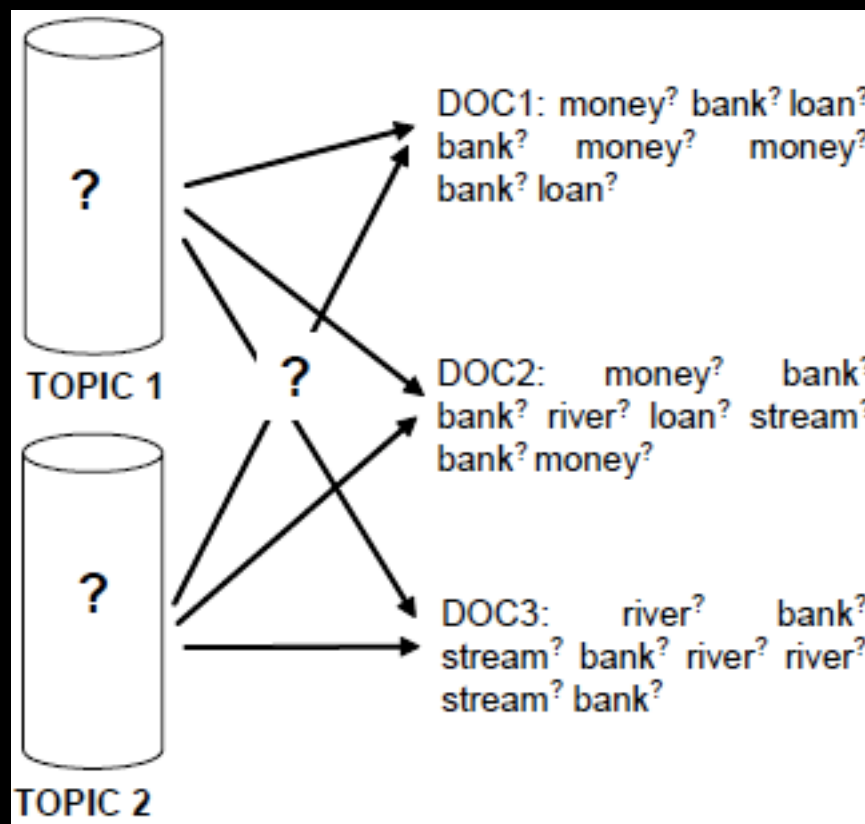 ?
TOPIC 1
?
TOPIC 2
?
DOC1: money? bank? loan?
bank? money? money?
bank? loan?
DOC2: money? bank?
bank? river? loan? stream?
bank? money?
DOC3: river? bank?
stream? bank? river? river?
stream? bank?